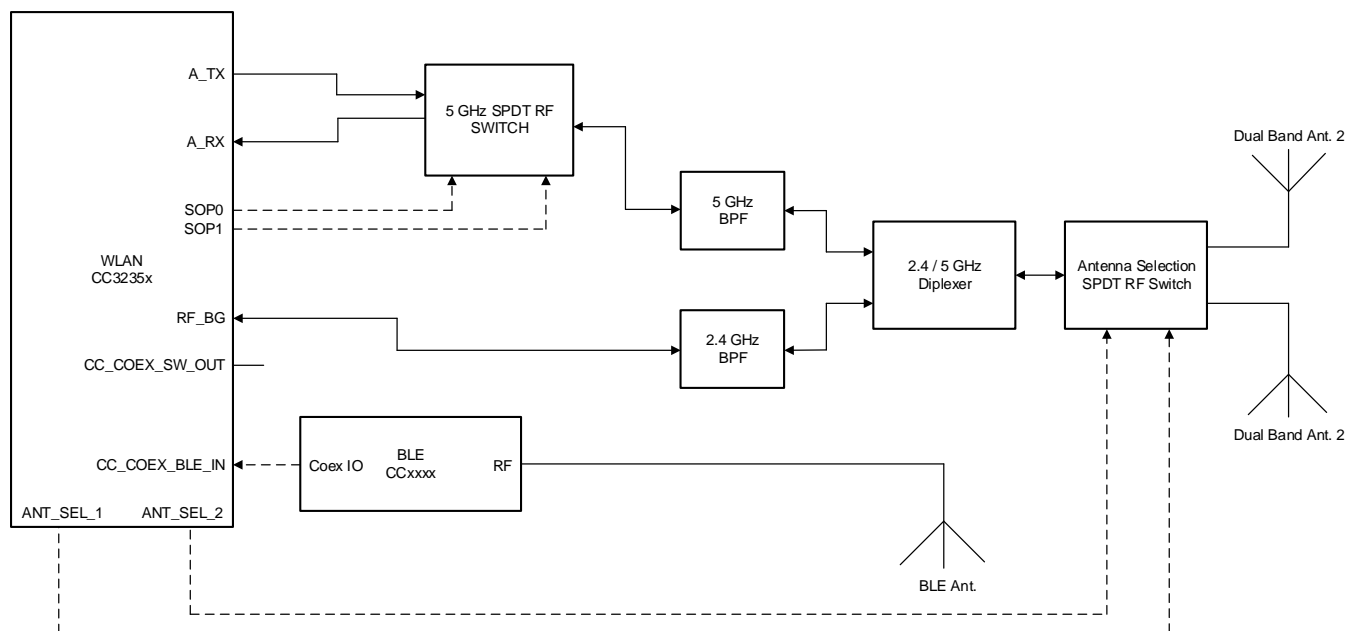 A_TX
A_RX
SOP0
SOP1
WLAN
CC3235x
RF_BG
CC_COEX_SW_OUT
CC_COEX_BLE_IN
ANT_SEL_1
ANT_SEL_2
5 GHz SPDT RF
SWITCH
5 GHz
BPF
2.4 GHz
BPF
2.4 / 5 GHz
Diplexer
Antenna Selection
SPDT RF Switch
Dual Band Ant. 2
Dual Band Ant. 2
Coex IO
BLE
CCxxxx
RF
BLE Ant.